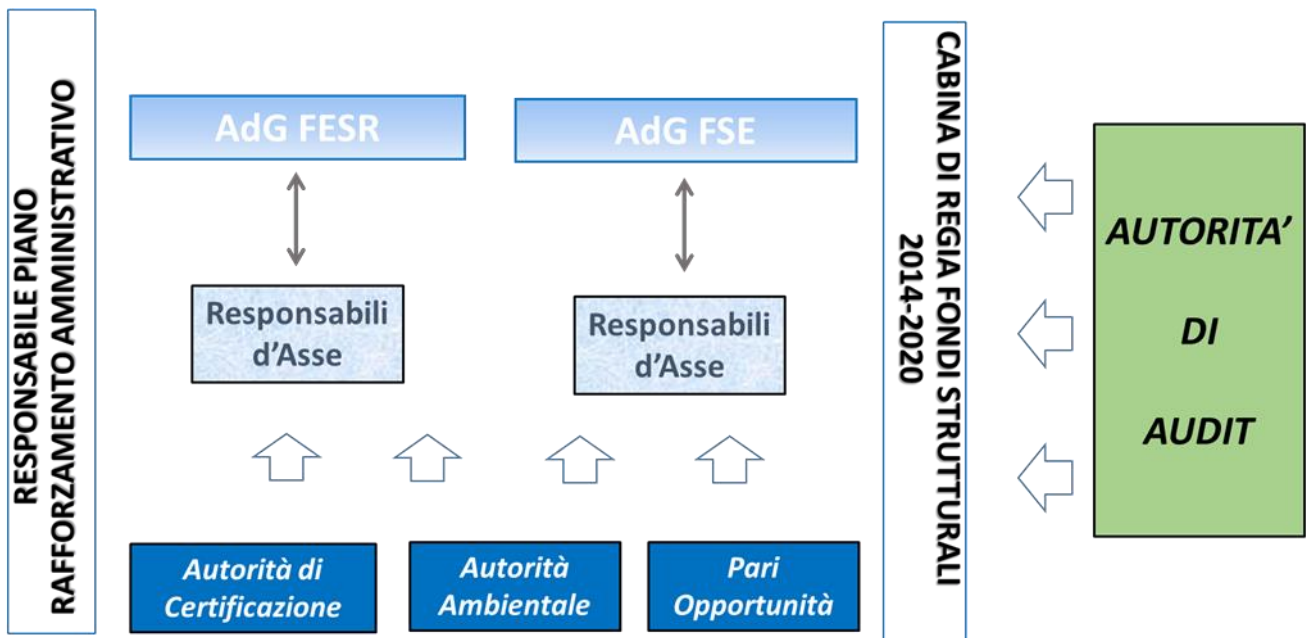 RESPONSABILE PIANO
RAFFORZAMENTO AMMINISTRATIVO
AdG FESR
AdG FSE
Responsabili
d’Asse
Responsabili
d’Asse
Autorità di
Certificazione
Autorità
Ambientale
Pari
Opportunità
CABINA DI REGIA FONDI STRUTTURALI
2014-2020
AUTORITA’
DI
AUDIT